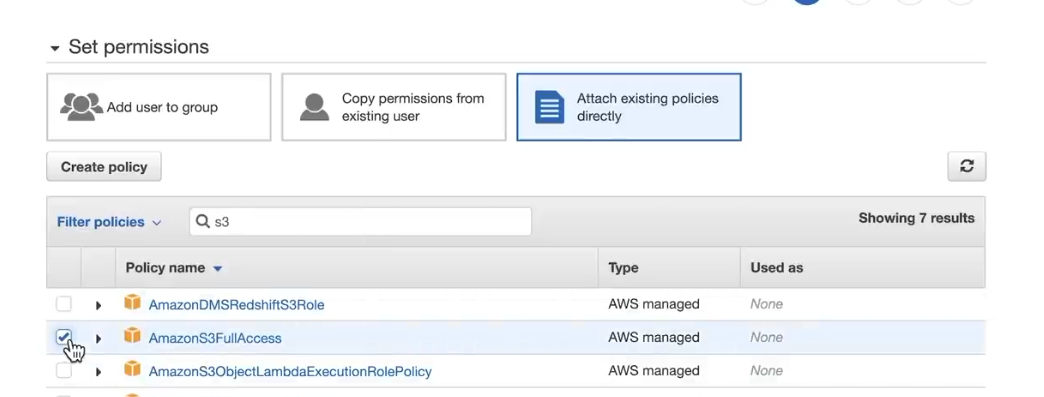 Set permissions
Add user to group
Copy permissions from
existing user
Attach existing policies
directly
Create policy
Filter policies
s3
Showing 7 results
Policy name Type Used as
AmazonDMSRedshiftS3Role AWS managed None
AmazonS3FullAccess AWS managed None
AmazonS3ObjectLambdaExecutionRolePolicy AWS managed None